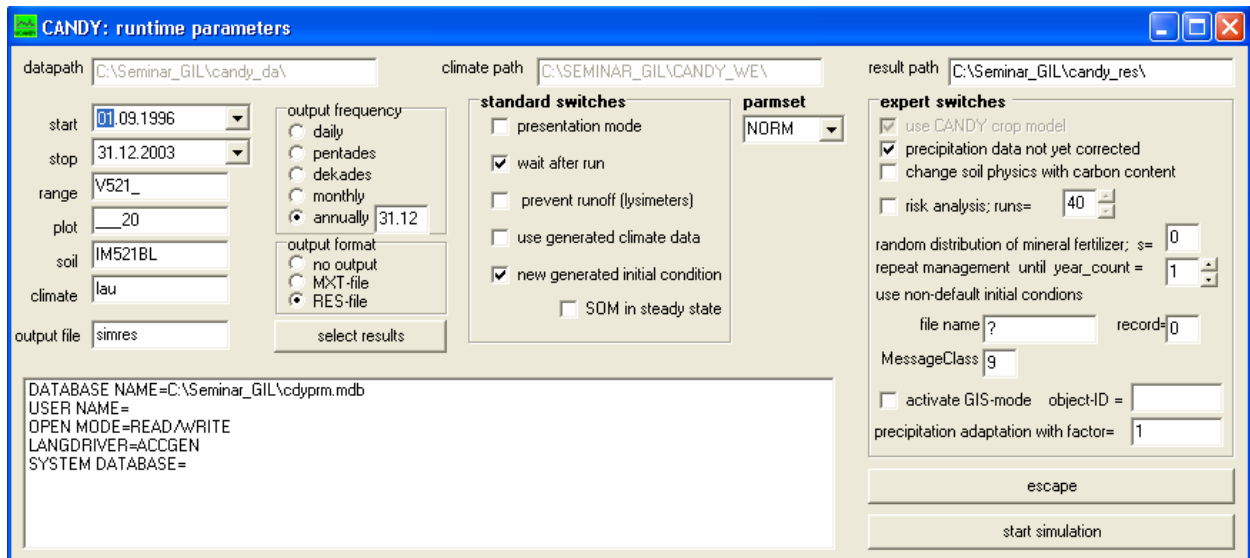 CANDY: runtime parameters
datapath C:\Seminar_GIL\candy_da\
climate path C:\SEMINAR_GIL\CANDY_WE\
result path C:\Seminar_GIL\candy_res\
start 01.09.1996
stop 31.12.2003
range V521_
plot ___20
soil IM521BL
climate lau
output file simres
output frequency
daily
pentades
dekades
monthly
annually 31.12
output format
no output
MXT-file
RES-file
select results
standard switches
presentation mode
wait after run
prevent runoff (lysimeters)
use generated climate data
new generated initial condition
SOM in steady state
parmset
NORM
expert switches
use CANDY crop model
precipitation data not yet corrected
change soil physics with carbon content
risk analysis; runs= 40
random distribution of mineral fertilizer; s= 0
repeat management until year_count = 1
use non-default initial condions
file name ? record= 0
MessageClass 9
activate GIS-mode object-ID =
precipitation adaptation with factor= 1
escape
start simulation
DATABASE NAME=C:\Seminar_GIL\cdyprm.mdb
USER NAME=
OPEN MODE=READ/WRITE
LANGDRIVER=ACCGEN
SYSTEM DATABASE=